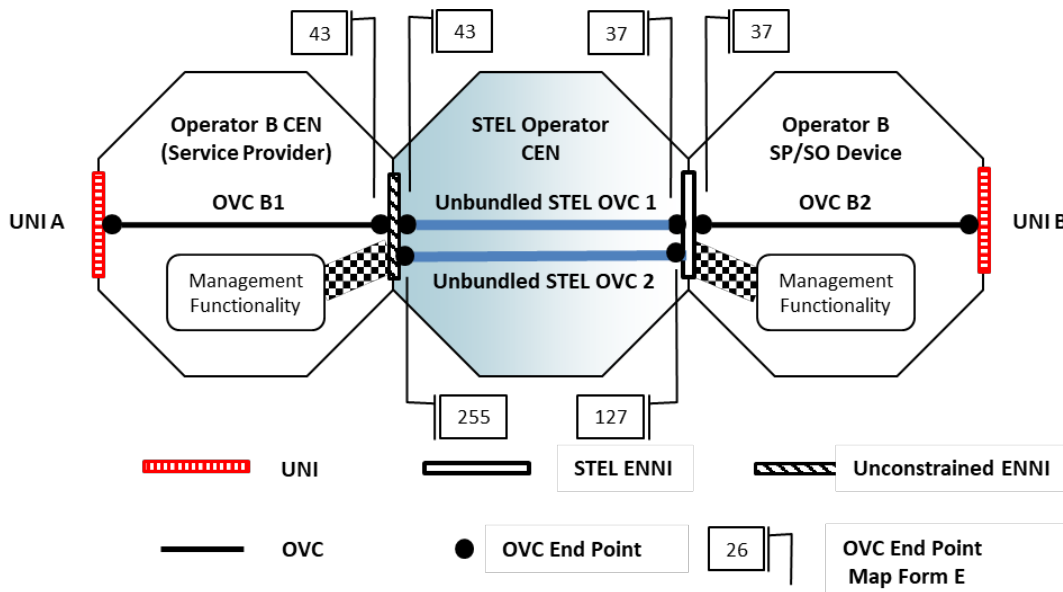 43
43
37
37
Operator B CEN
(Service Provider)
STEL Operator
CEN
Operator B
SP/SO Device
UNI A
OVC B1
Unbundled STEL OVC 1
OVC B2
UNI B
Management
Functionality
Unbundled STEL OVC 2
Management
Functionality
255
127
UNI
STEL ENNI
Unconstrained ENNI
OVC
OVC End Point
26
OVC End Point
Map Form E